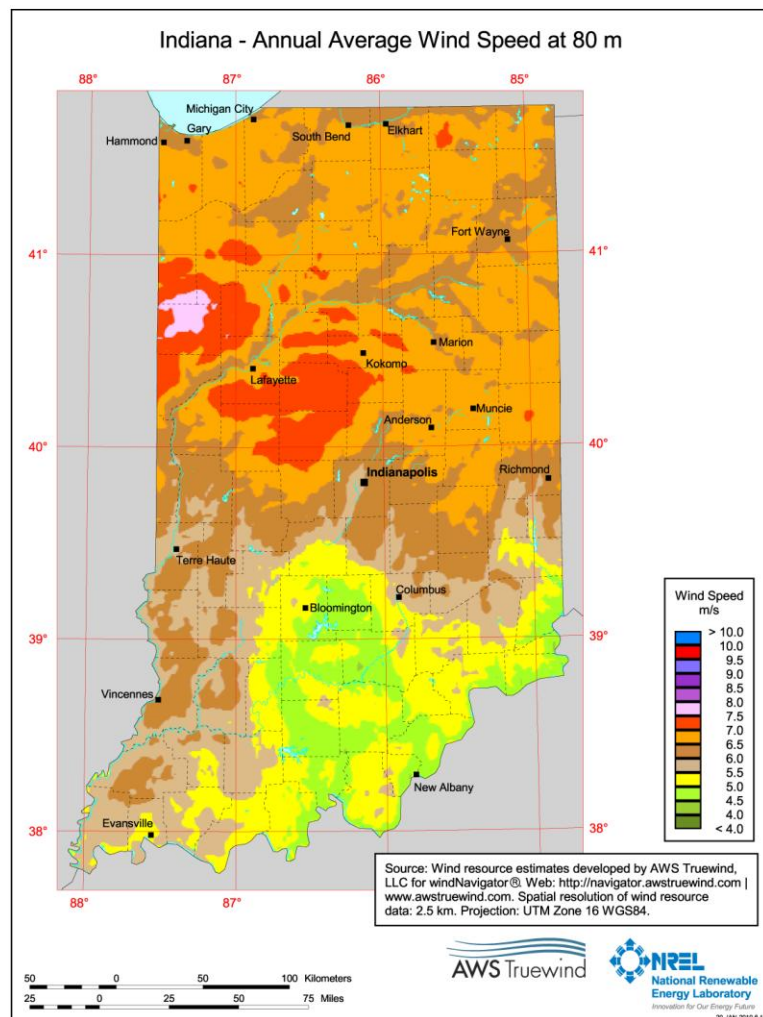 Indiana - Annual Average Wind Speed at 80 m
88°
87°
86°
85°
Michigan City
Gary
Hammond
South Bend
Elkhart
Fort Wayne
41°
41°
Marion
Kokomo
Lafayette
Muncie
Anderson
40°
40°
Richmond
Indianapolis
Terre Haute
Columbus
Bloomington
39°
39°
Vincennes
New Albany
Evansville
38°
38°
88°
87°
86°
85°
Wind Speed
m/s
> 10.0
10.0
9.5
9.0
8.5
8.0
7.5
7.0
6.5
6.0
5.5
5.0
4.5
4.0
< 4.0
Source: Wind resource estimates developed by AWS Truewind,
LLC for windNavigator®. Web: http://navigator.awstruewind.com |
www.awstruewind.com. Spatial resolution of wind resource
data: 2.5 km. Projection: UTM Zone 16 WGS84.
50 0 50 100 Kilometers
25 0 25 50 75 Miles
AWS Truewind
NREL
National Renewable
Energy Laboratory
Innovation for Our Energy Future